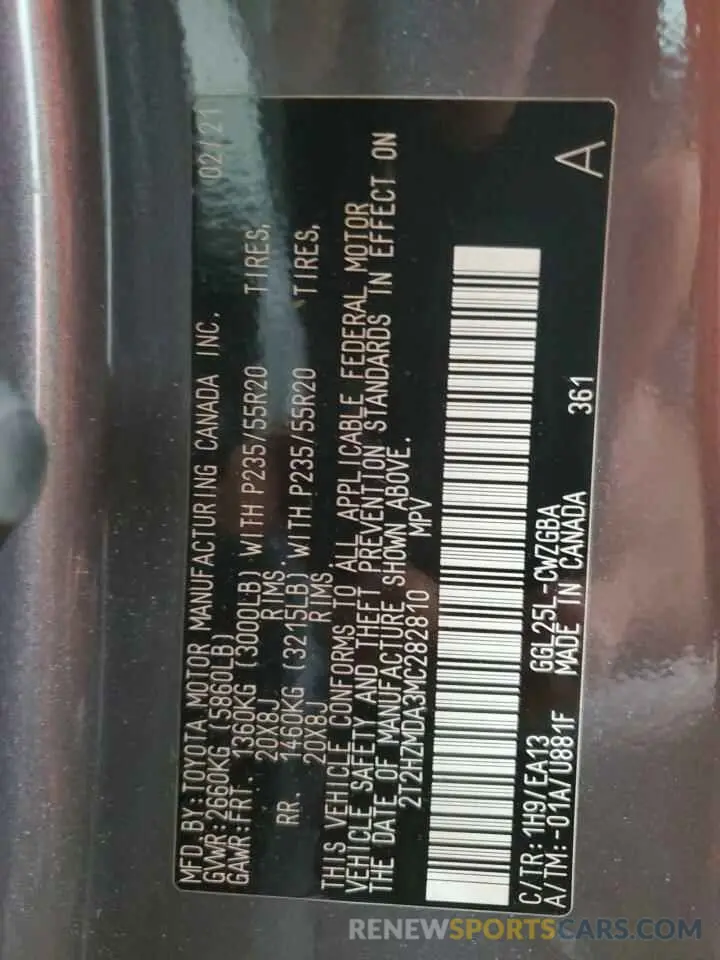 MFD.BY:TOYOTA MOTOR MANUFACTURING CANADA INC. 02/21
GVWR:2660KG (5860LB)
GAWR:FRT. 1360KG (3000LB) WITH P235/55R20 TIRES,
20X8J RIMS.
RR. 1460KG (3215LB) WITH P235/55R20 TIRES,
20X8J RIMS
THIS VEHICLE CONFORMS TO ALL APPLICABLE FEDERAL MOTOR
VEHICLE SAFETY AND THEFT PREVENTION STANDARDS IN EFFECT ON
THE DATE OF MANUFACTURE SHOWN ABOVE.
2T2HZMDA3MC282810 MPV
C/TR:1H9/EA13 GGL25L-CWZGBA 361
A/TM:-01A/U881F MADE IN CANADA A
RENEWSPORTSCARS.COM